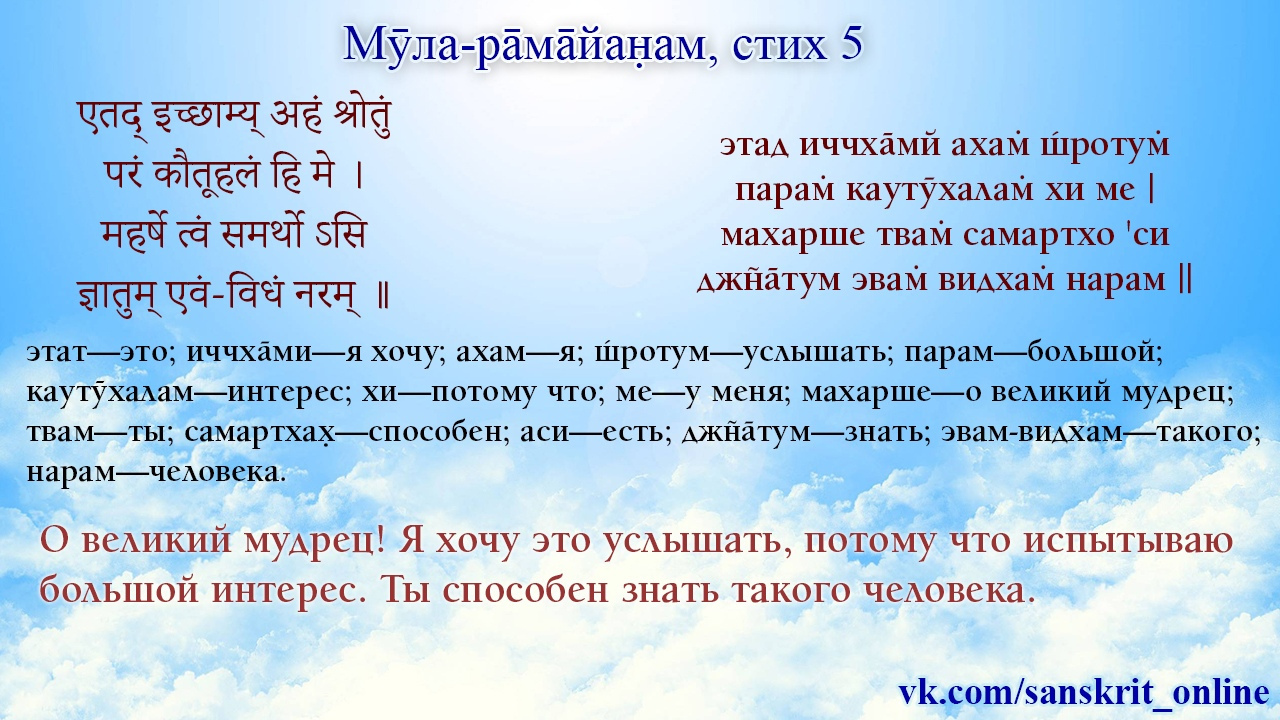 Мӯла-рāмāйаṇам, стих 5
एतद् इच्छाम्य् अहं श्रोतुं
परं कौतूहलं हि मे ।
महर्षे त्वं समर्थो ऽसि
ज्ञातुम् एवं-विधं नरम् ॥
этад иччхāмй ахаṁ ш́ротуṁ
параṁ каутӯхалаṁ хи ме |
махарше тваṁ самартхо 'си
джн̃āтум эваṁ видхаṁ нарам ||
этат—это; иччхāми—я хочу; ахам—я; ш́ротум—услышать; парам—большой;
каутӯхалам—интерес; хи—потому что; ме—у меня; махарше—о великий мудрец;
твам—ты; самартхах̣—способен; аси—есть; джн̃āтум—знать; эвам-видхам—такого;
нарам—человека.
О великий мудрец! Я хочу это услышать, потому что испытываю
большой интерес. Ты способен знать такого человека.
vk.com/sanskrit_online